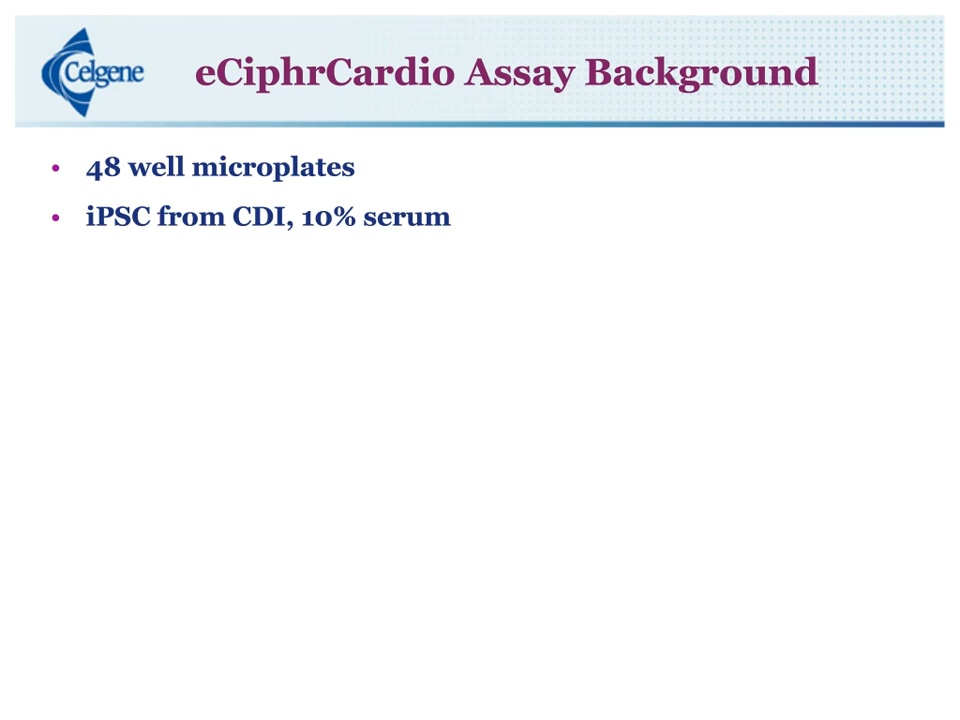 Celgene
eCiphrCardio Assay Background
• 48 well microplates
• iPSC from CDI, 10% serum